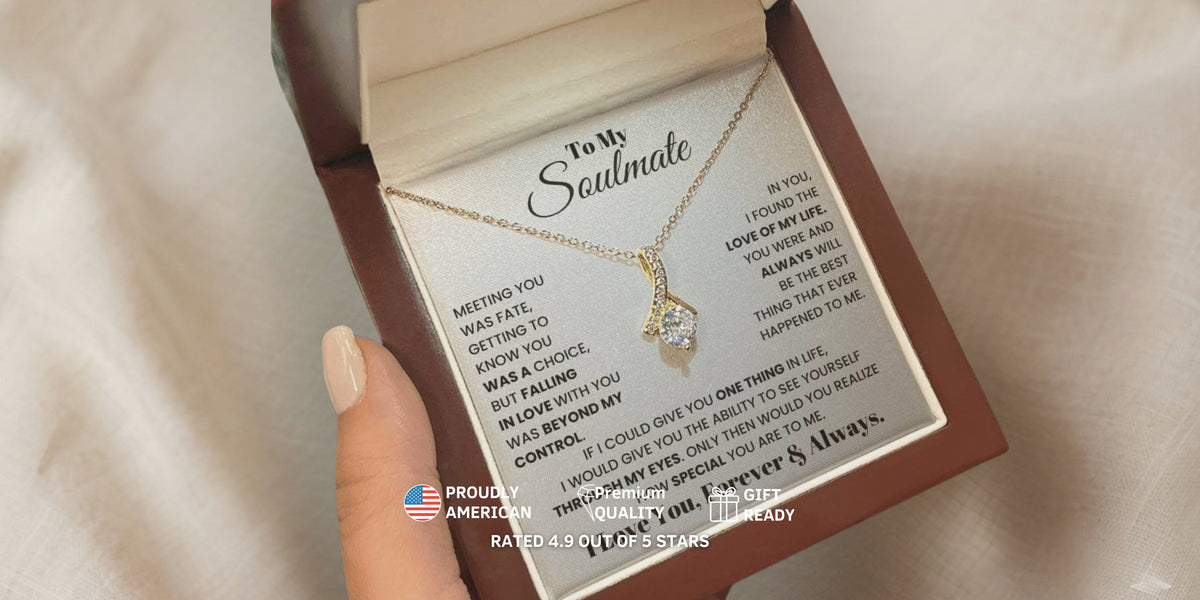 To My
Soulmate
MEETING YOU
WAS FATE,
GETTING TO
KNOW YOU
WAS A CHOICE,
BUT FALLING
IN LOVE WITH YOU
WAS BEYOND MY
CONTROL.
IN YOU,
I FOUND THE
LOVE OF MY LIFE.
YOU WERE AND
ALWAYS WILL
BE THE BEST
THING THAT EVER
HAPPENED TO ME.
IF I COULD GIVE YOU ONE THING IN LIFE,
I WOULD GIVE YOU THE ABILITY TO SEE YOURSELF
THROUGH MY EYES. ONLY THEN WOULD YOU REALIZE
HOW SPECIAL YOU ARE TO ME.
I Love You, Forever & Always.
PROUDLY
AMERICAN
Premium
QUALITY
GIFT
READY
RATED 4.9 OUT OF 5 STARS